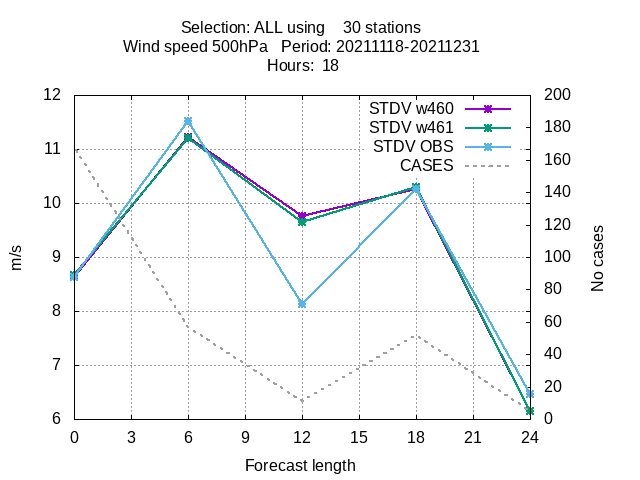 Selection: ALL using    30 stations
Wind speed 500hPa   Period: 20211118-20211231
Hours:  18
STDV w460
STDV w461
STDV OBS
CASES
12
11
10
9
8
7
6
m/s
200
180
160
140
120
100
80
60
40
20
0
No cases
0 3 6 9 12 15 18 21 24
Forecast length